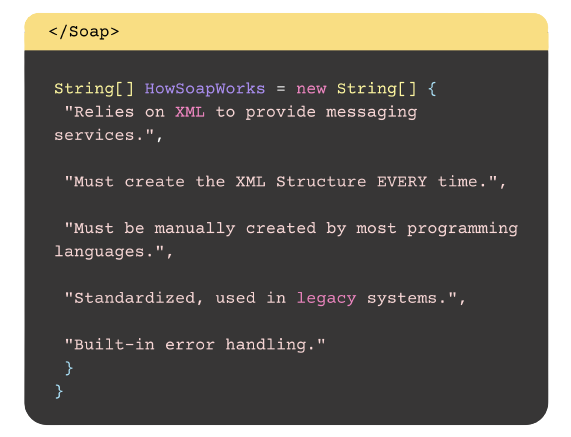 </Soap>
String[] HowSoapWorks = new String[] {
"Relies on XML to provide messaging
services.",
"Must create the XML Structure EVERY time.",
"Must be manually created by most programming
languages.",
"Standardized, used in legacy systems.",
"Built-in error handling."
}
}